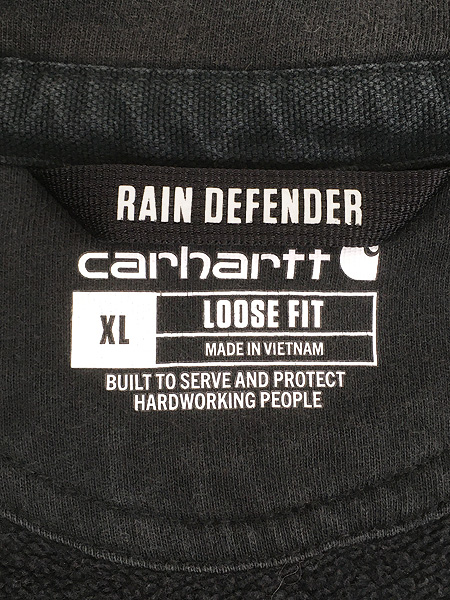 RAIN DEFENDER
carhartt
XL
LOOSE FIT
MADE IN VIETNAM
BUILT TO SERVE AND PROTECT
HARDWORKING PEOPLE